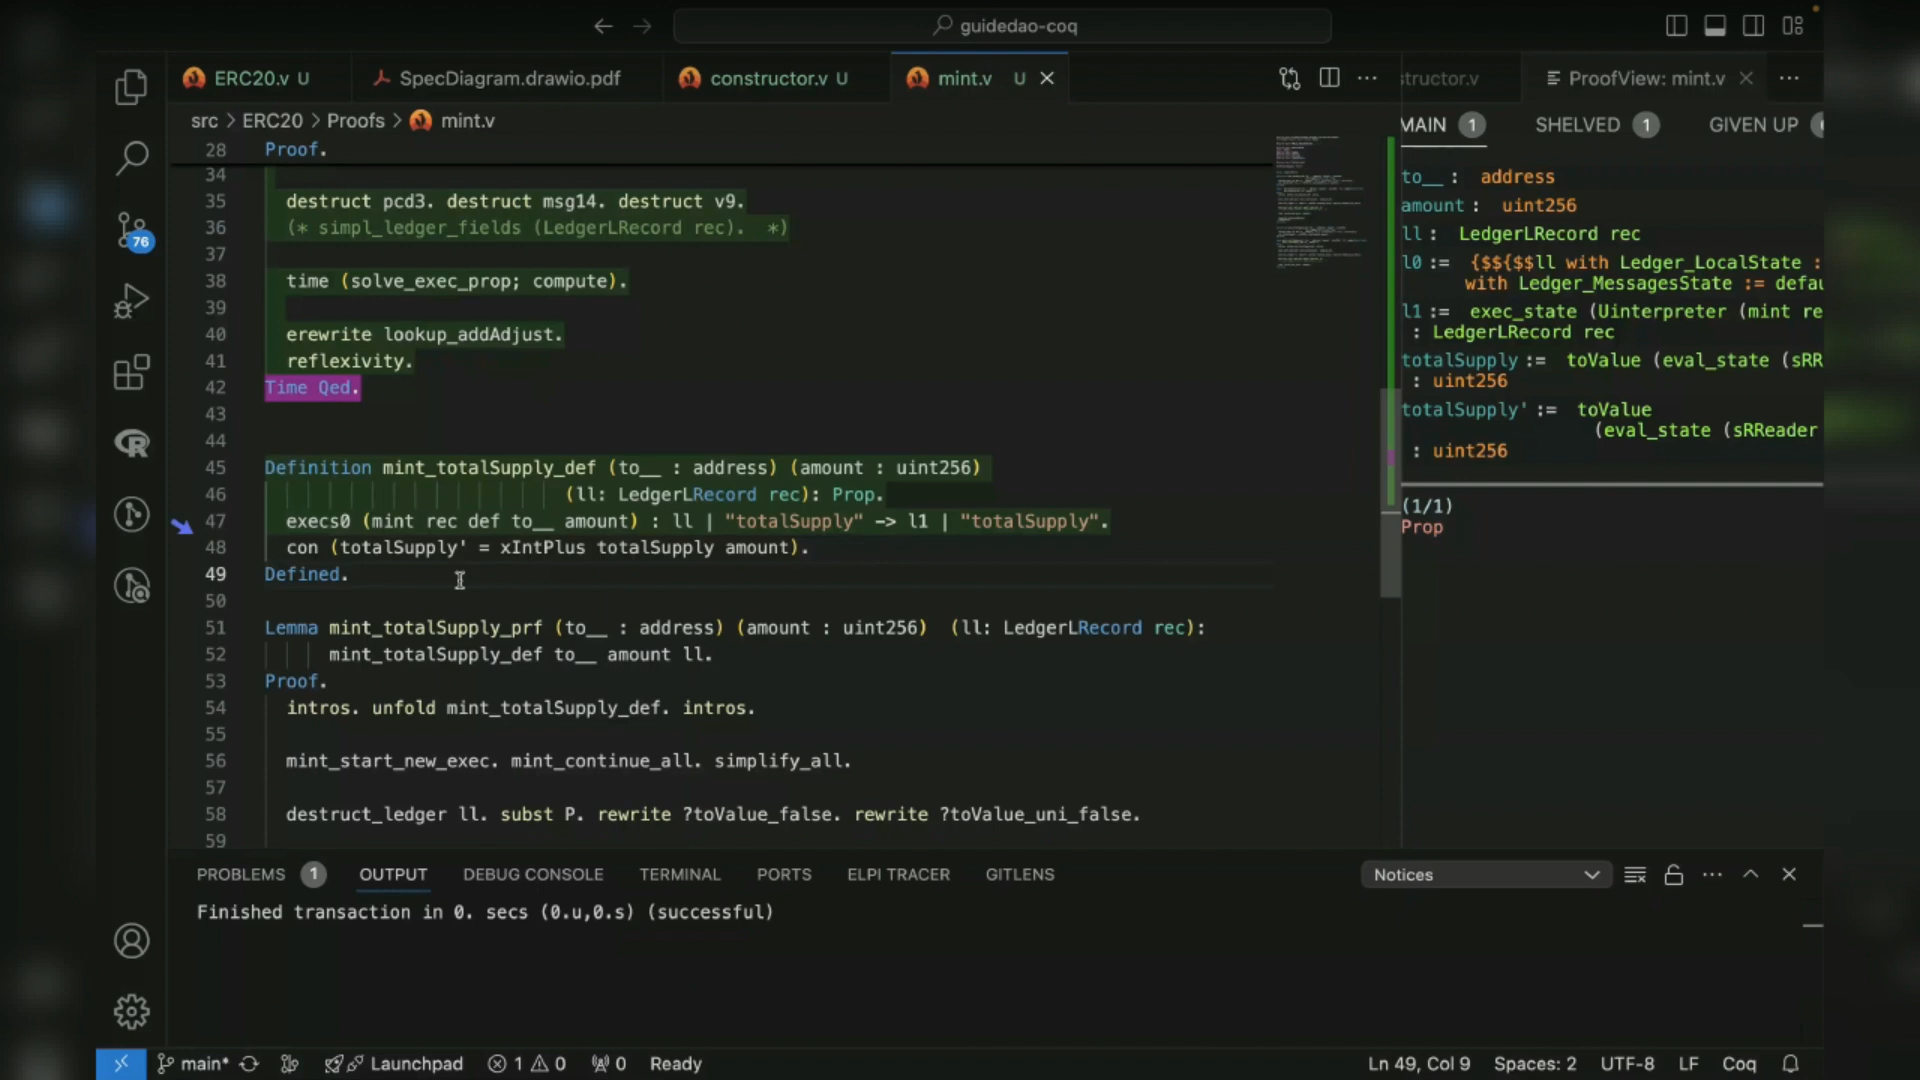 guidedao-coq
ERC20.v U
SpecDiagram.drawio.pdf
constructor.v U
mint.v U
structor.v
ProofView: mint.v
src > ERC20 > Proofs > mint.v
28 Proof.
34
35 destruct pcd3. destruct msg14. destruct v9.
36 (* simpl_ledger_fields (LedgerLRecord rec). *)
37
38 time (solve_exec_prop; compute).
39
40 erewrite lookup_addAdjust.
41 reflexivity.
42 Time Qed.
43
44
45 Definition mint_totalSupply_def (to__ : address) (amount : uint256)
46 (ll: LedgerLRecord rec): Prop.
47 execs0 (mint rec def to__ amount) : ll | "totalSupply" -> l1 | "totalSupply".
48 con (totalSupply' = xIntPlus totalSupply amount).
49 Defined.
50
51 Lemma mint_totalSupply_prf (to__ : address) (amount : uint256) (ll: LedgerLRecord rec):
52 mint_totalSupply_def to__ amount ll.
53 Proof.
54 intros. unfold mint_totalSupply_def. intros.
55
56 mint_start_new_exec. mint_continue_all. simplify_all.
57
58 destruct_ledger ll. subst P. rewrite ?toValue_false. rewrite ?toValue_uni_false.
59
MAIN 1 SHELVED 1 GIVEN UP
to__ : address
amount : uint256
ll : LedgerLRecord rec
l0 := {$${$$ll with Ledger_LocalState :
with Ledger_MessagesState := defau
l1 := exec_state (Uinterpreter (mint re
: LedgerLRecord rec
totalSupply := toValue (eval_state (sRR
: uint256
totalSupply' := toValue
(eval_state (sRReader
: uint256
(1/1)
Prop
76
PROBLEMS 1 OUTPUT DEBUG CONSOLE TERMINAL PORTS ELPI TRACER GITLENS
Notices
Finished transaction in 0. secs (0.u,0.s) (successful)
main* Launchpad 1 0 0 Ready
Ln 49, Col 9 Spaces: 2 UTF-8 LF Coq